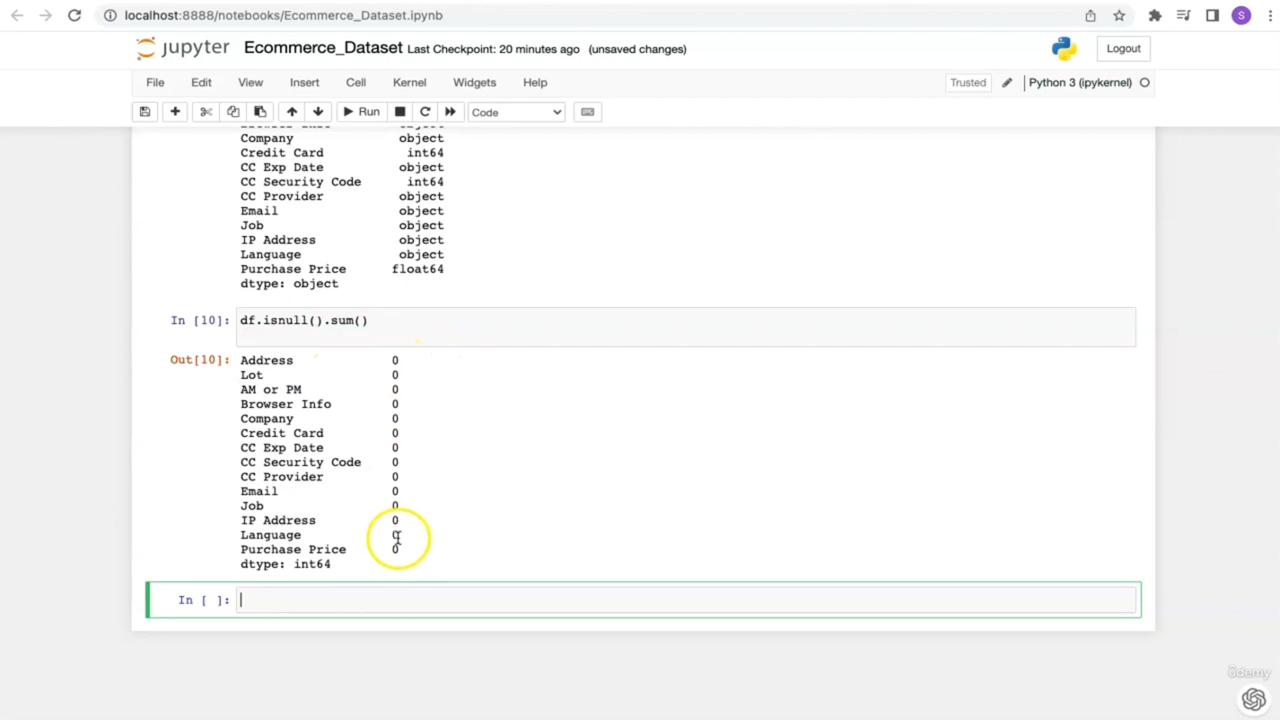 localhost:8888/notebooks/Ecommerce_Dataset.ipynb
S
jupyter Ecommerce_Dataset Last Checkpoint: 20 minutes ago (unsaved changes)
Logout
File Edit View Insert Cell Kernel Widgets Help
Trusted Python 3 (ipykernel)
Run Code
Company object
Credit Card int64
CC Exp Date object
CC Security Code int64
CC Provider object
Email object
Job object
IP Address object
Language object
Purchase Price float64
dtype: object
In [10]: df.isnull().sum()
Out[10]: Address 0
Lot 0
AM or PM 0
Browser Info 0
Company 0
Credit Card 0
CC Exp Date 0
CC Security Code 0
CC Provider 0
Email 0
Job 0
IP Address 0
Language 0
Purchase Price 0
dtype: int64
In [ ]:
ûdemy